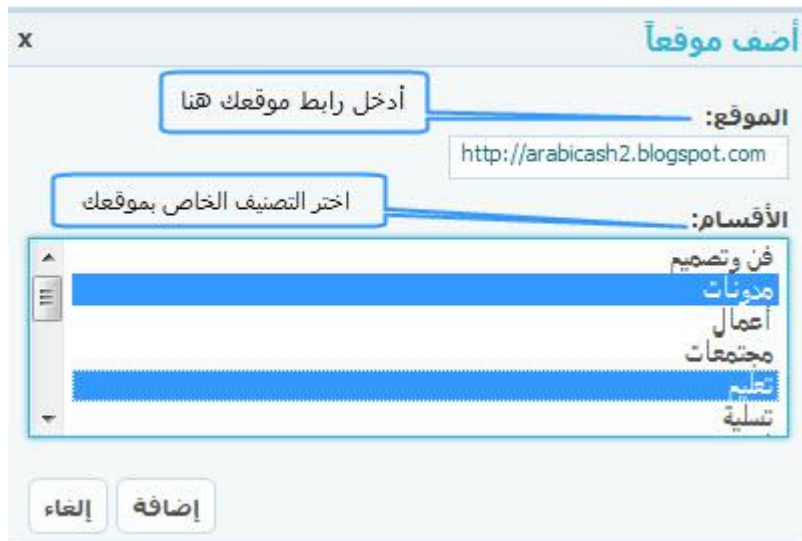 أضف موقعاً
x
أدخل رابط موقعك هنا
الموقع:
http://arabicash2.blogspot.com
اختر التصنيف الخاص بموقعك
الأقسام:
فن وتصميم
مدونات
أعمال
مجتمعات
تعليم
تسلية
إضافة
إلغاء